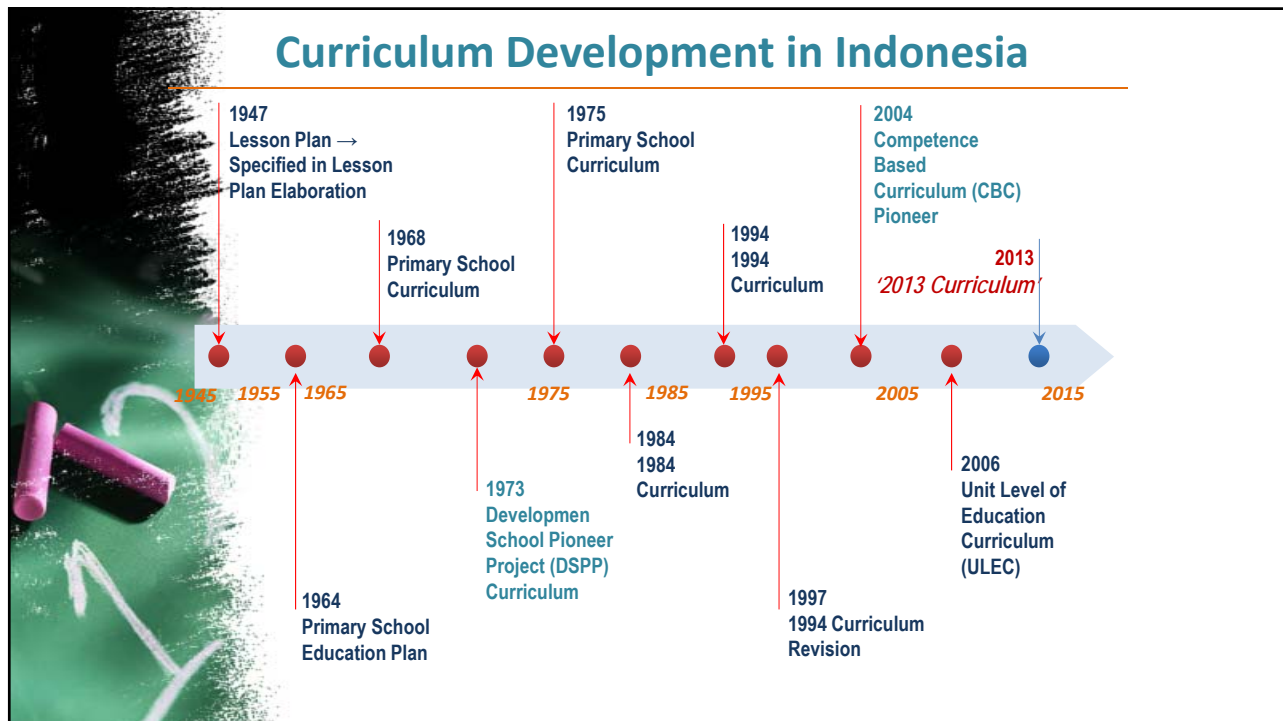 Curriculum Development in Indonesia
1947
Lesson Plan →
Specified in Lesson
Plan Elaboration
1968
Primary School
Curriculum
1975
Primary School
Curriculum
1994
1994
Curriculum
2004
Competence
Based
Curriculum (CBC)
Pioneer
2013
‘2013 Curriculum’
1945
1955
1965
1975
1985
1995
2005
2015
1964
Primary School
Education Plan
1973
Developmen
School Pioneer
Project (DSPP)
Curriculum
1984
1984
Curriculum
1997
1994 Curriculum
Revision
2006
Unit Level of
Education
Curriculum
(ULEC)